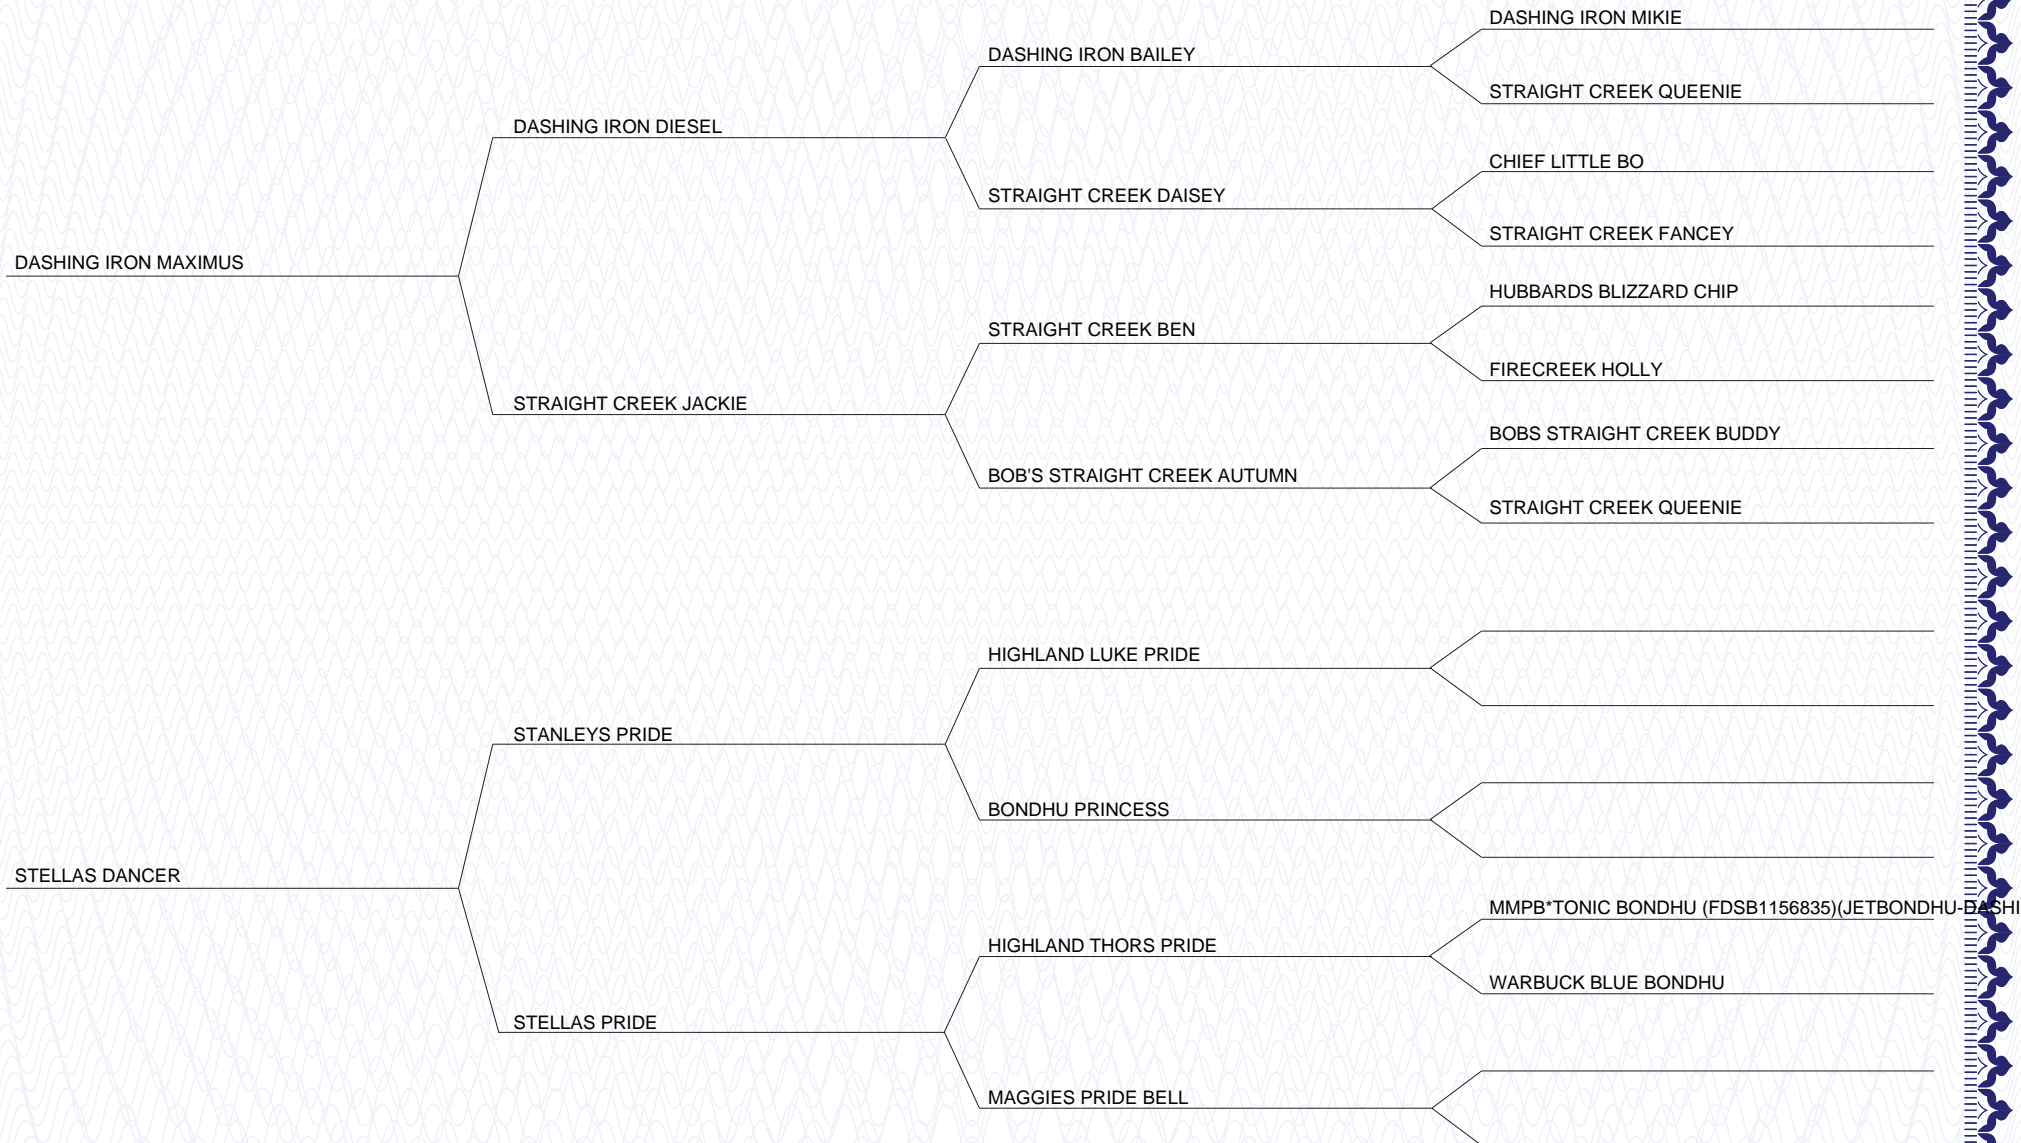 DASHING IRON MIKIE
DASHING IRON BAILEY
STRAIGHT CREEK QUEENIE
DASHING IRON DIESEL
CHIEF LITTLE BO
STRAIGHT CREEK DAISEY
STRAIGHT CREEK FANCEY
DASHING IRON MAXIMUS
HUBBARDS BLIZZARD CHIP
STRAIGHT CREEK BEN
FIRECREEK HOLLY
STRAIGHT CREEK JACKIE
BOBS STRAIGHT CREEK BUDDY
BOB'S STRAIGHT CREEK AUTUMN
STRAIGHT CREEK QUEENIE
HIGHLAND LUKE PRIDE
STANLEYS PRIDE
BONDHU PRINCESS
STELLAS DANCER
MMPB*TONIC BONDHU (FDSB1156835)(JETBONDHU-DASHI
HIGHLAND THORS PRIDE
WARBUCK BLUE BONDHU
STELLAS PRIDE
MAGGIES PRIDE BELL